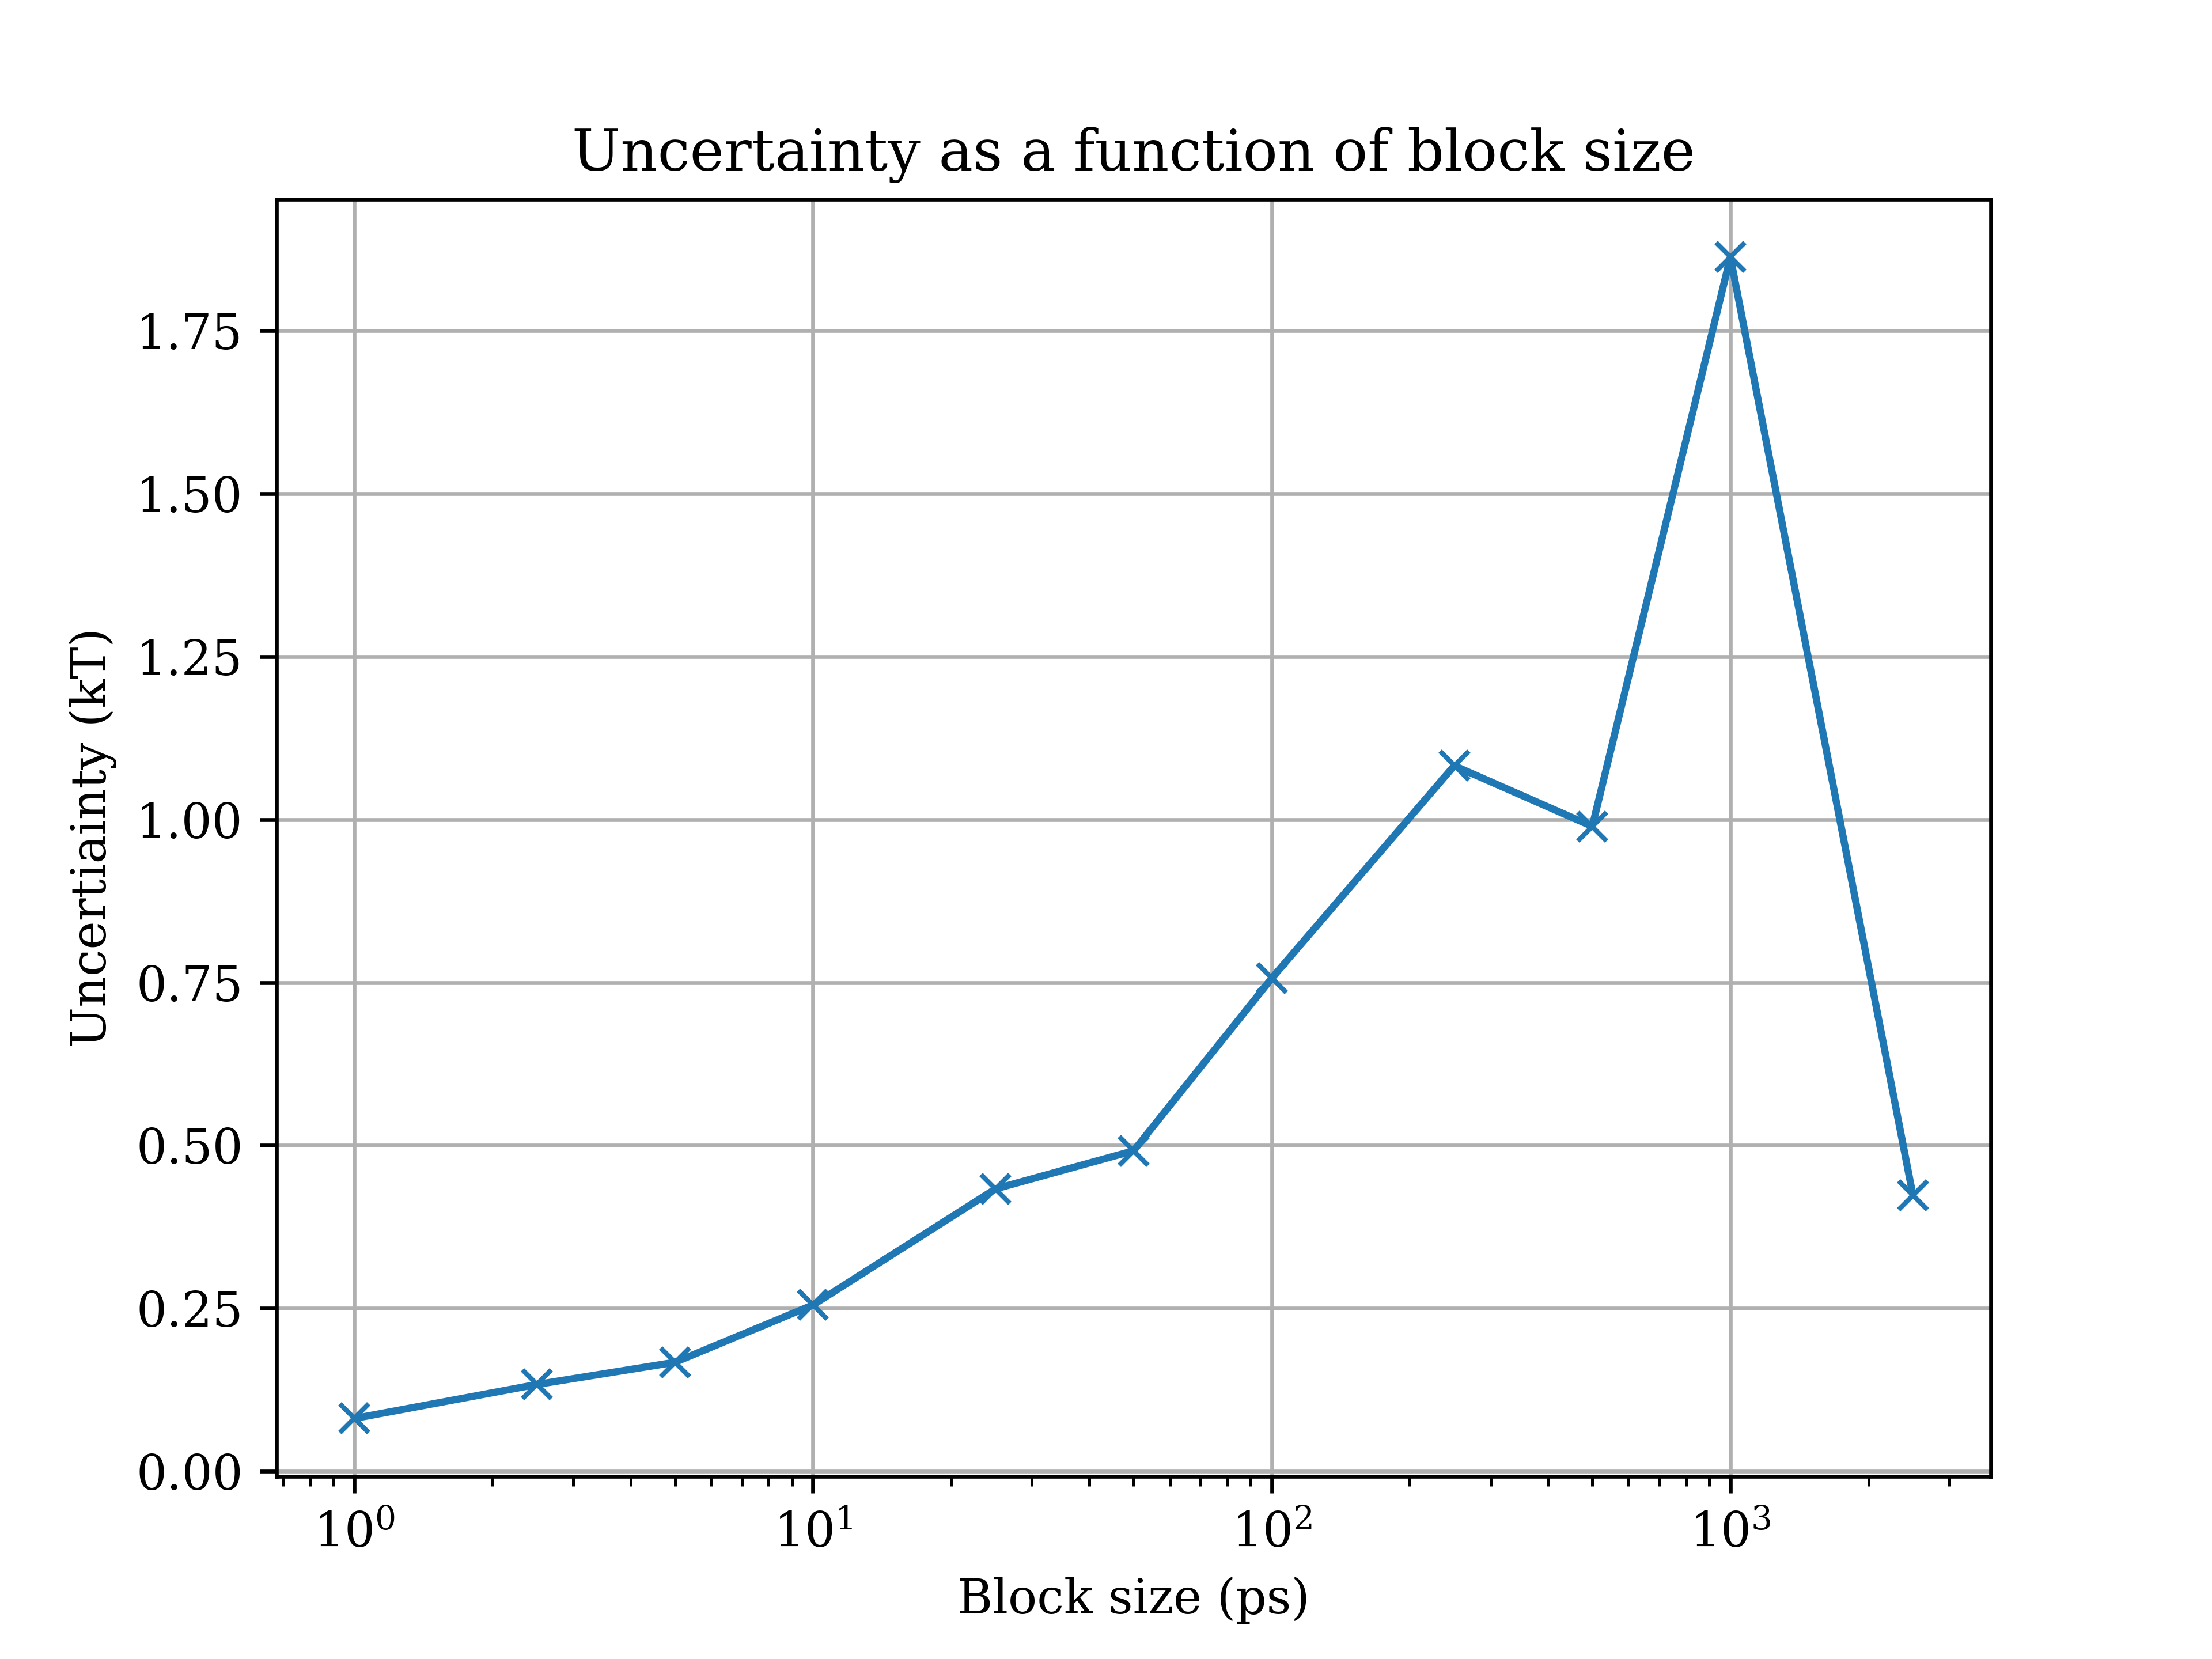 Uncertainty as a function of block size
Uncertiainty (kT)
1.75
1.50
1.25
1.00
0.75
0.50
0.25
0.00
10⁰ 10¹ 10² 10³
Block size (ps)